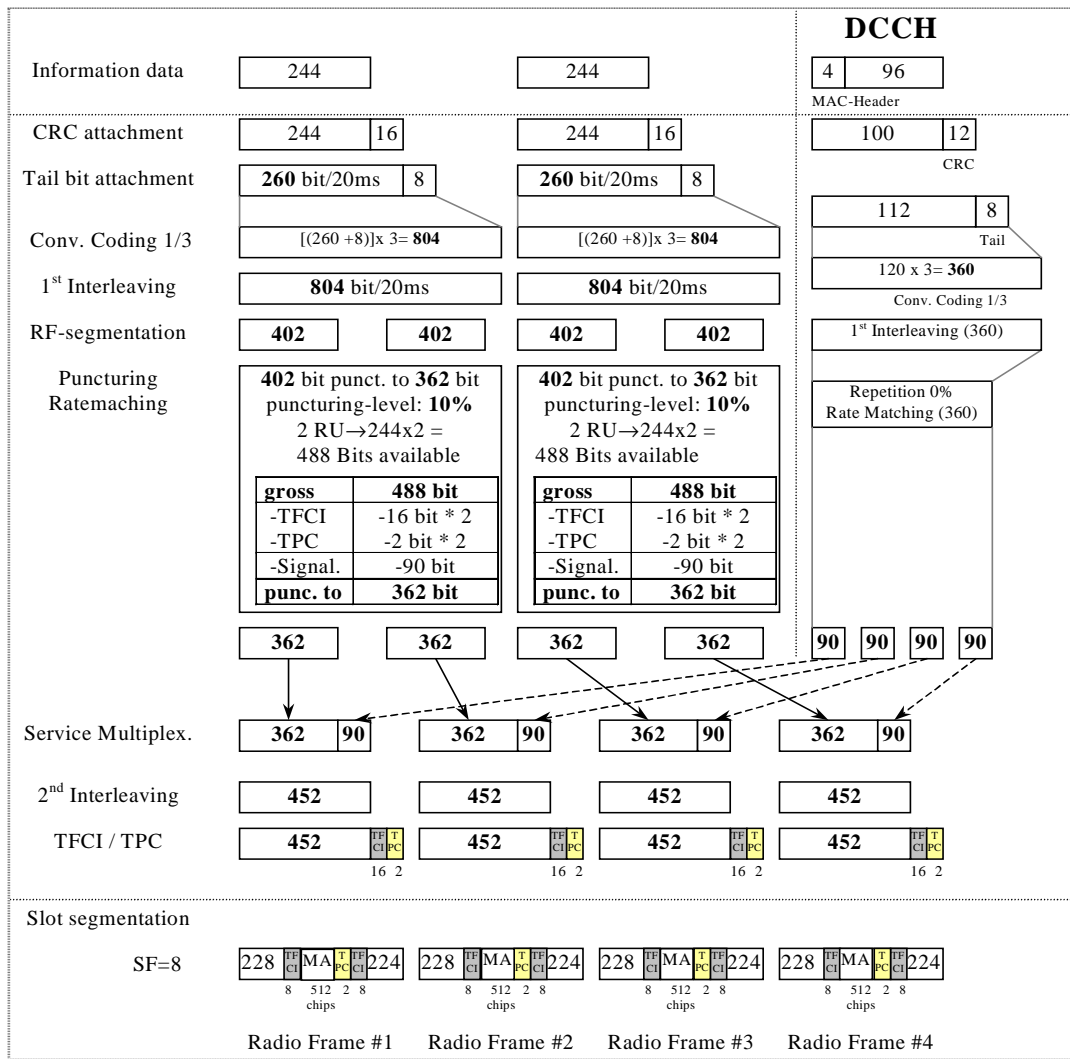 DCCH
Information data 244 244 4 96
MAC-Header
CRC attachment 244 16 244 16 100 12
CRC
Tail bit attachment 260 bit/20ms 8 260 bit/20ms 8
112 8
Tail
Conv. Coding 1/3 [(260 +8)]x 3= 804 [(260 +8)]x 3= 804
120 x 3= 360
Conv. Coding 1/3
1st Interleaving 804 bit/20ms 804 bit/20ms
RF-segmentation 402 402 402 402 1st Interleaving (360)
Puncturing
Ratemaching
402 bit punct. to 362 bit
puncturing-level: 10%
2 RU→244x2 =
488 Bits available
gross 488 bit
-TFCI -16 bit * 2
-TPC -2 bit * 2
-Signal. -90 bit
punc. to 362 bit
402 bit punct. to 362 bit
puncturing-level: 10%
2 RU→244x2 =
488 Bits available
gross 488 bit
-TFCI -16 bit * 2
-TPC -2 bit * 2
-Signal. -90 bit
punc. to 362 bit
Repetition 0%
Rate Matching (360)
362 362 362 362 90 90 90 90
Service Multiplex. 362 90 362 90 362 90 362 90
2nd Interleaving 452 452 452 452
TFCI / TPC 452 TFCI TPC 452 TFCI TPC 452 TFCI TPC 452 TFCI TPC
16 2 16 2 16 2 16 2
Slot segmentation
SF=8 228 TFCI MA TPC TFCI 224 228 TFCI MA TPC TFCI 224 228 TFCI MA TPC TFCI 224 228 TFCI MA TPC TFCI 224
8 512 2 8 8 512 2 8 8 512 2 8 8 512 2 8
chips chips chips chips
Radio Frame #1 Radio Frame #2 Radio Frame #3 Radio Frame #4